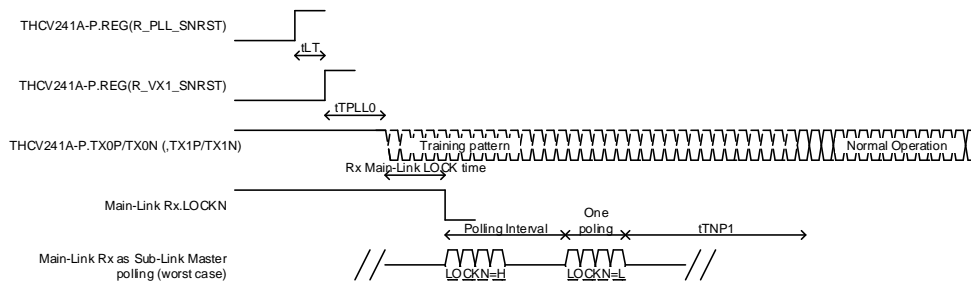 THCV241A-P.REG(R_PLL_SNRST)
tLT
THCV241A-P.REG(R_VX1_SNRST)
tTPLL0
THCV241A-P.TX0P/TX0N (,TX1P/TX1N)
Training pattern
Normal Operation
Rx Main-Link LOCK time
Main-Link Rx.LOCKN
Polling Interval
One
poling
tTNP1
Main-Link Rx as Sub-Link Master
polling (worst case)
LOCKN=H
LOCKN=L